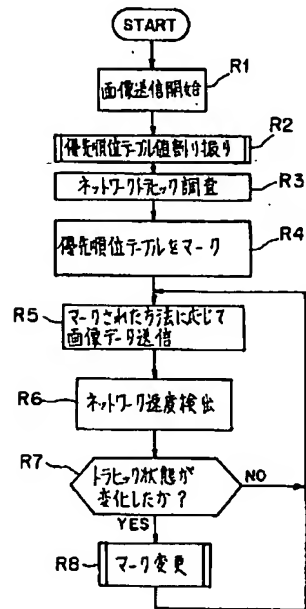 START
R1
画像送信開始
R2
優先順位テーブル値割り振り
R3
ネットワークトラヒック調査
R4
優先順位テーブルをマーク
R5
マークされた方法に応じて
画像データ送信
R6
ネットワーク速度検出
R7
トラヒック状態が
変化したか?
NO
YES
R8
マーク変更